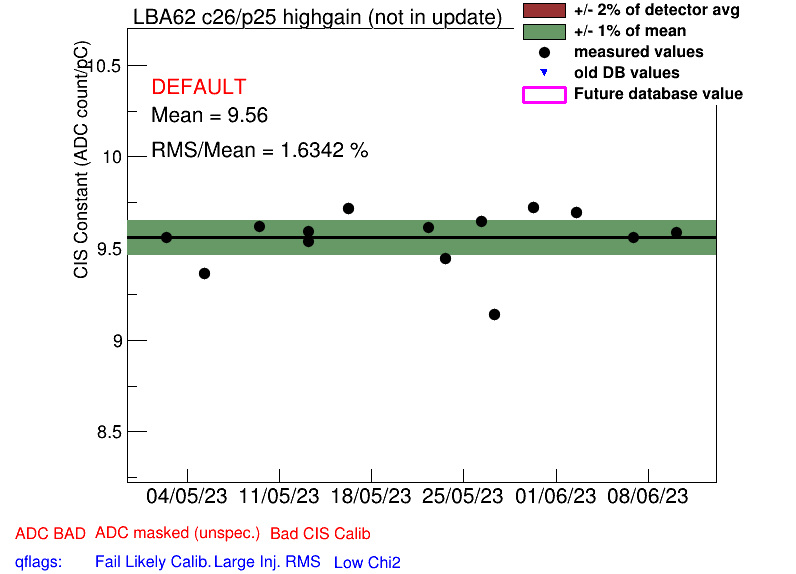 LBA62 c26/p25 highgain (not in update)
+/- 2% of detector avg
+/- 1% of mean
measured values
old DB values
Future database value
DEFAULT
Mean = 9.56
RMS/Mean = 1.6342 %
CIS Constant (ADC count/pC)
10.5
10
9.5
9
8.5
04/05/23 11/05/23 18/05/23 25/05/23 01/06/23 08/06/23
ADC BAD ADC masked (unspec.) Bad CIS Calib
qflags: Fail Likely Calib. Large Inj. RMS Low Chi2